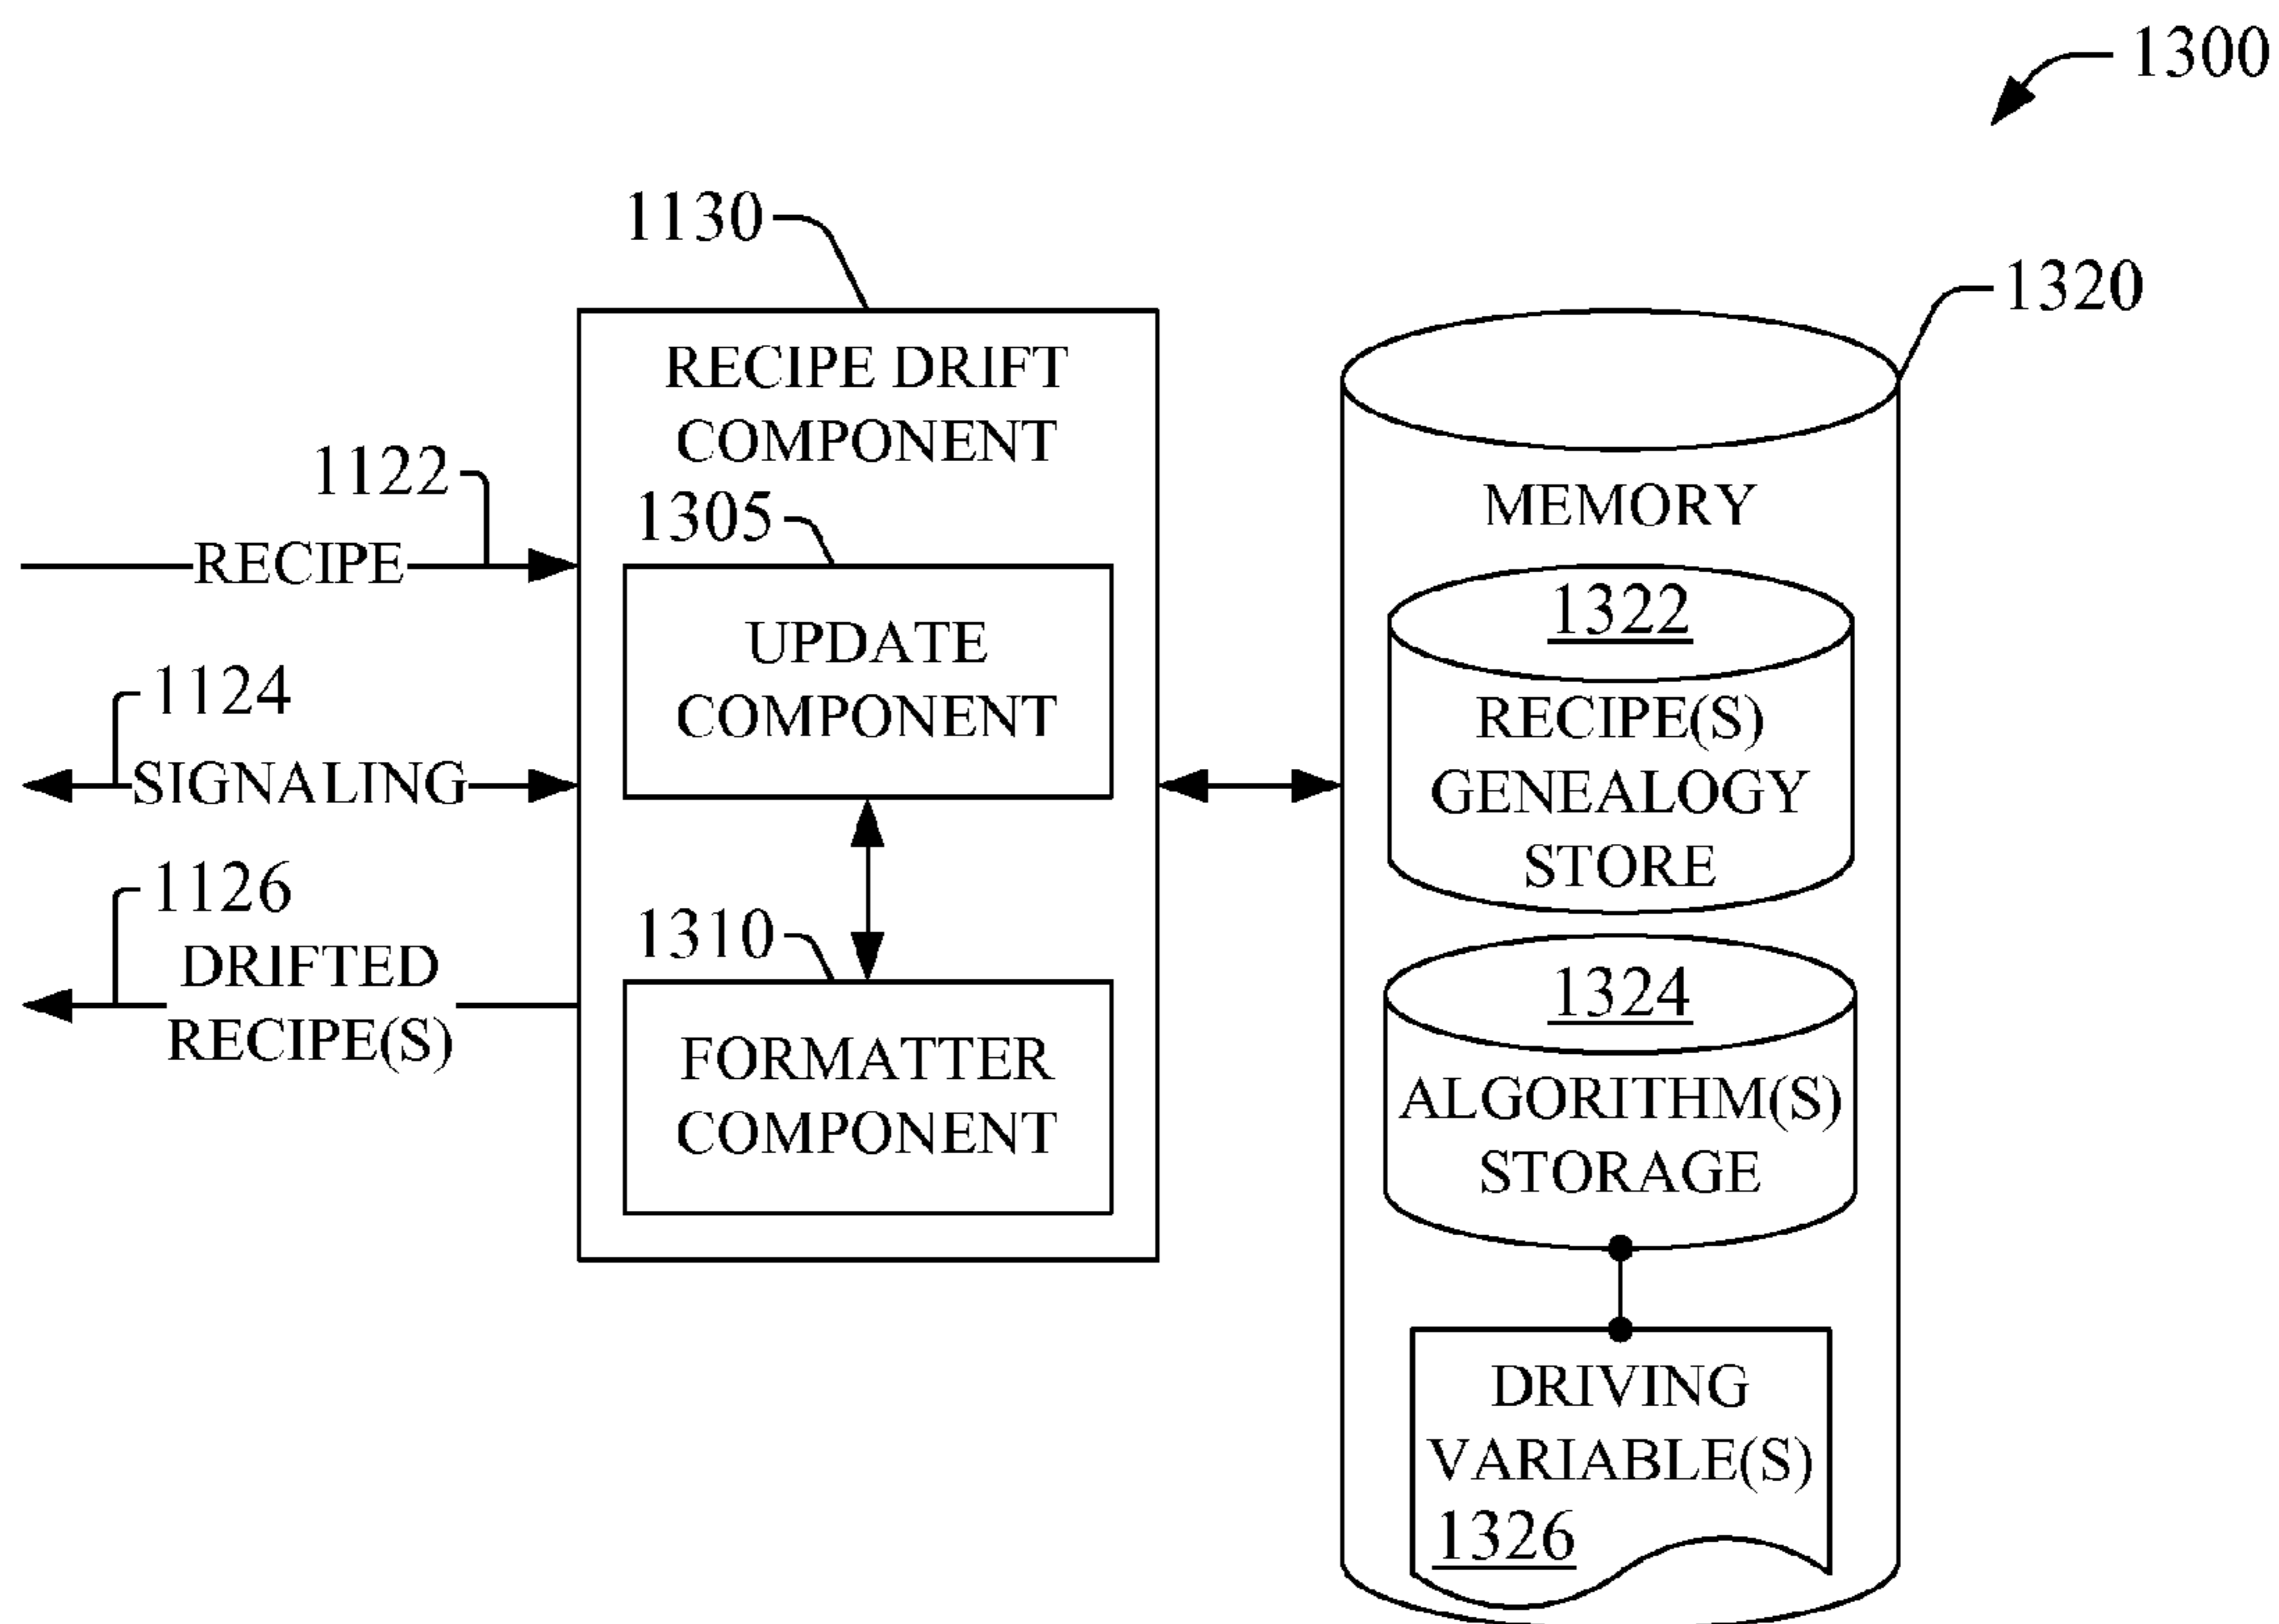 1300
1130
1320
RECIPE DRIFT
COMPONENT
1122
RECIPE
1305
UPDATE
COMPONENT
1124
SIGNALING
1126
DRIFTED
RECIPE(S)
1310
FORMATTER
COMPONENT
MEMORY
1322
RECIPE(S)
GENEALOGY
STORE
1324
ALGORITHM(S)
STORAGE
DRIVING
VARIABLE(S)
1326